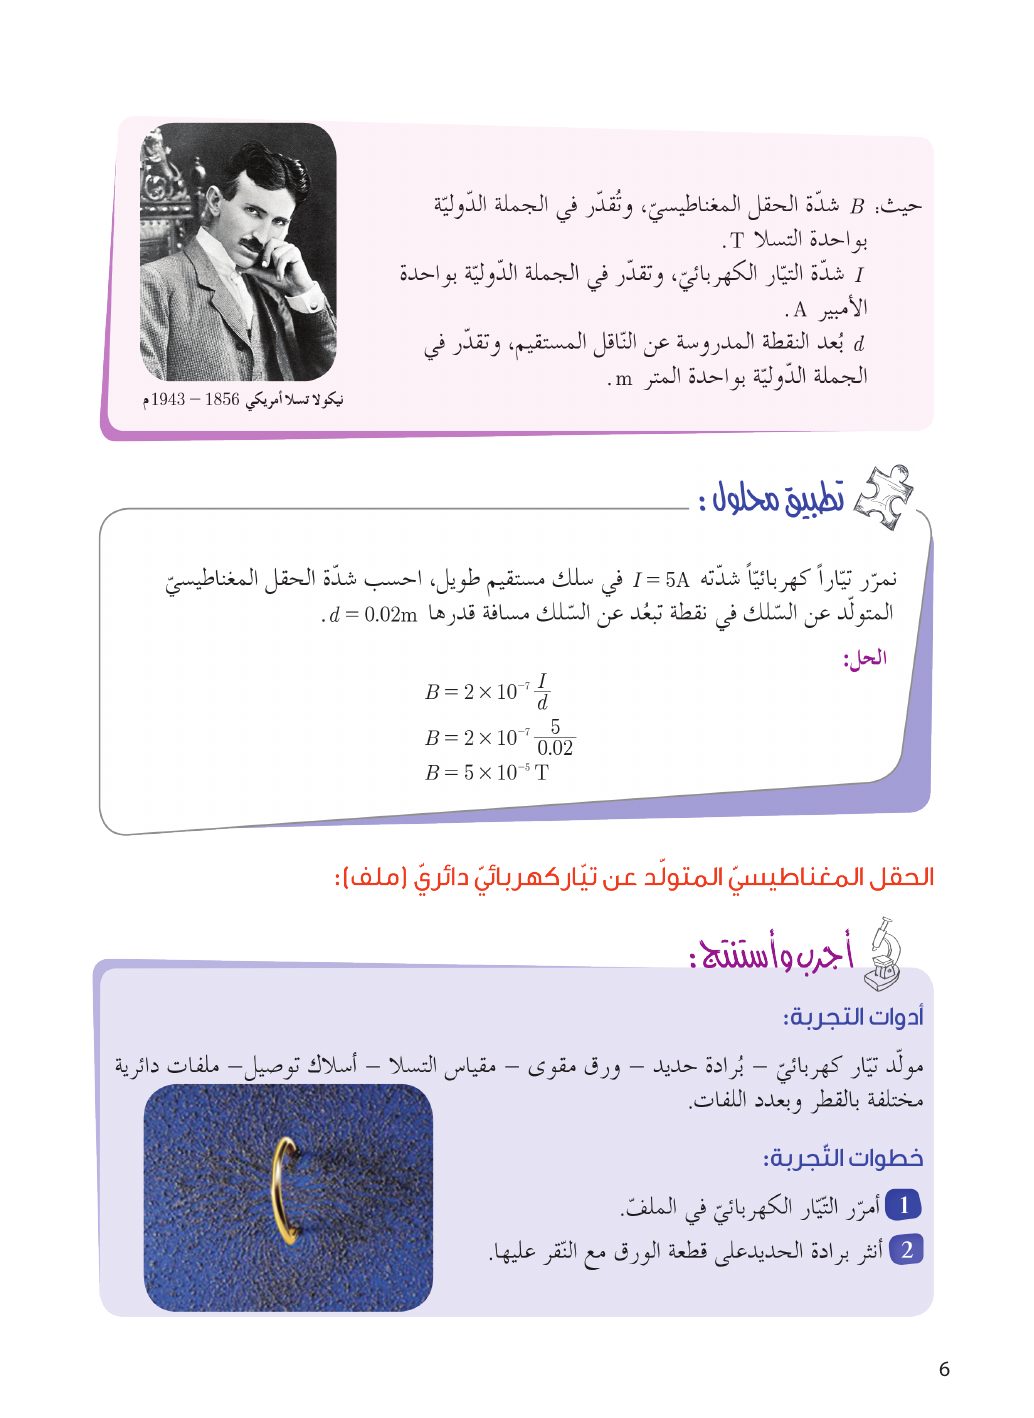 حيث: B شدّة الحقل المغناطيسيّ، وتُقدّر في الجملة الدّوليّة
بواحدة التسلا T.
I شدّة التيّار الكهربائيّ، وتقدّر في الجملة الدّوليّة بواحدة
الأمبير A.
d بُعد النقطة المدروسة عن النّاقل المستقيم، وتقدّر في
الجملة الدّوليّة بواحدة المتر m.
نيكولا تسلا أمريكي 1856 – 1943م
تطبيق محلول:
نمرّر تيّاراً كهربائيّاً شدّته I = 5A في سلك مستقيم طويل، احسب شدّة الحقل المغناطيسيّ
المتولّد عن السّلك في نقطة تبعُد عن السّلك مسافة قدرها d = 0.02m.
الحل:
B = 2 × 10⁻⁷ I/d
B = 2 × 10⁻⁷ 5/0.02
B = 5 × 10⁻⁵ T
الحقل المغناطيسيّ المتولّد عن تيّار كهربائيّ دائريّ (ملف):
أجرب وأستنتج:
أدوات التجربة:
مولّد تيّار كهربائيّ – بُرادة حديد – ورق مقوى – مقياس التسلا – أسلاك توصيل– ملفات دائرية
مختلفة بالقطر وبعدد اللفات.
خطوات التّجربة:
1 أمرّر التّيّار الكهربائيّ في الملفّ.
2 أنثر برادة الحديدعلى قطعة الورق مع النّقر عليها.
6